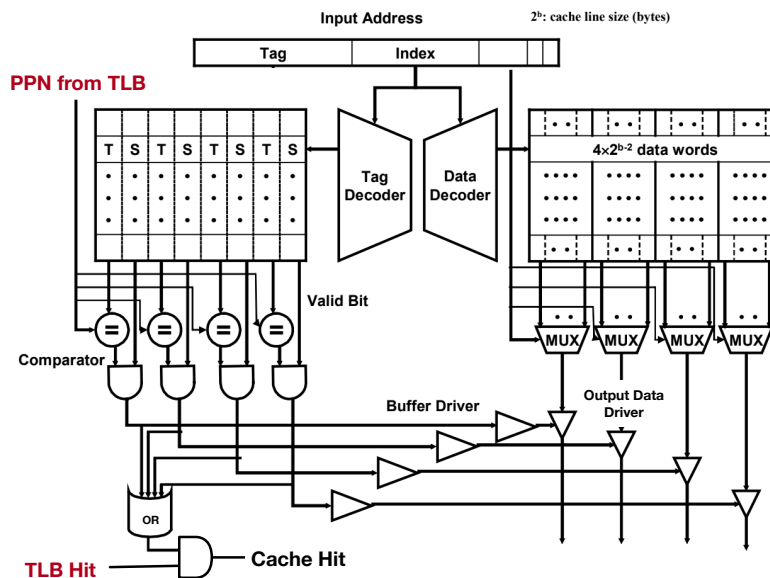 Input Address
2ᵇ: cache line size (bytes)
Tag
Index
PPN from TLB
T S T S T S T S
Tag
Decoder
Data
Decoder
4×2ᵇ⁻² data words
Valid Bit
= = = =
MUX MUX MUX MUX
Comparator
Buffer Driver
Output Data
Driver
OR
Cache Hit
TLB Hit